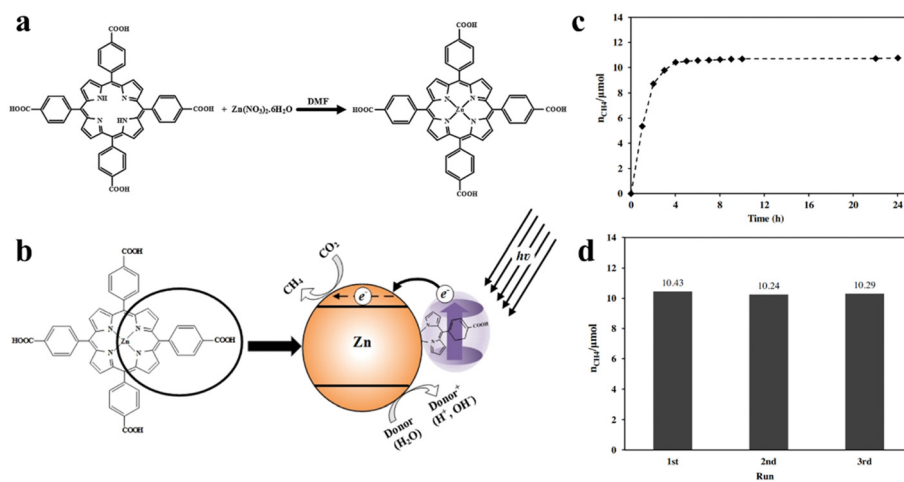 a
COOH
HOOC
NH
N
N
HN
COOH
COOH
+ Zn(NO3)2.6H2O
DMF
COOH
HOOC
N
N
Zn
N
N
COOH
COOH
b
COOH
HOOC
N
N
Zn
N
N
COOH
COOH
CH4
CO2
e-
e-
hυ
Zn
N
N
COOH
Donor
(H2O)
Donor+
(H+, OH-)
c
nCH4/μmol
14
12
10
8
6
4
2
0
0
4
8
12
16
20
24
Time (h)
d
nCH4/μmol
14
12
10
8
6
4
2
0
10.43
10.24
10.29
1st
2nd
3rd
Run